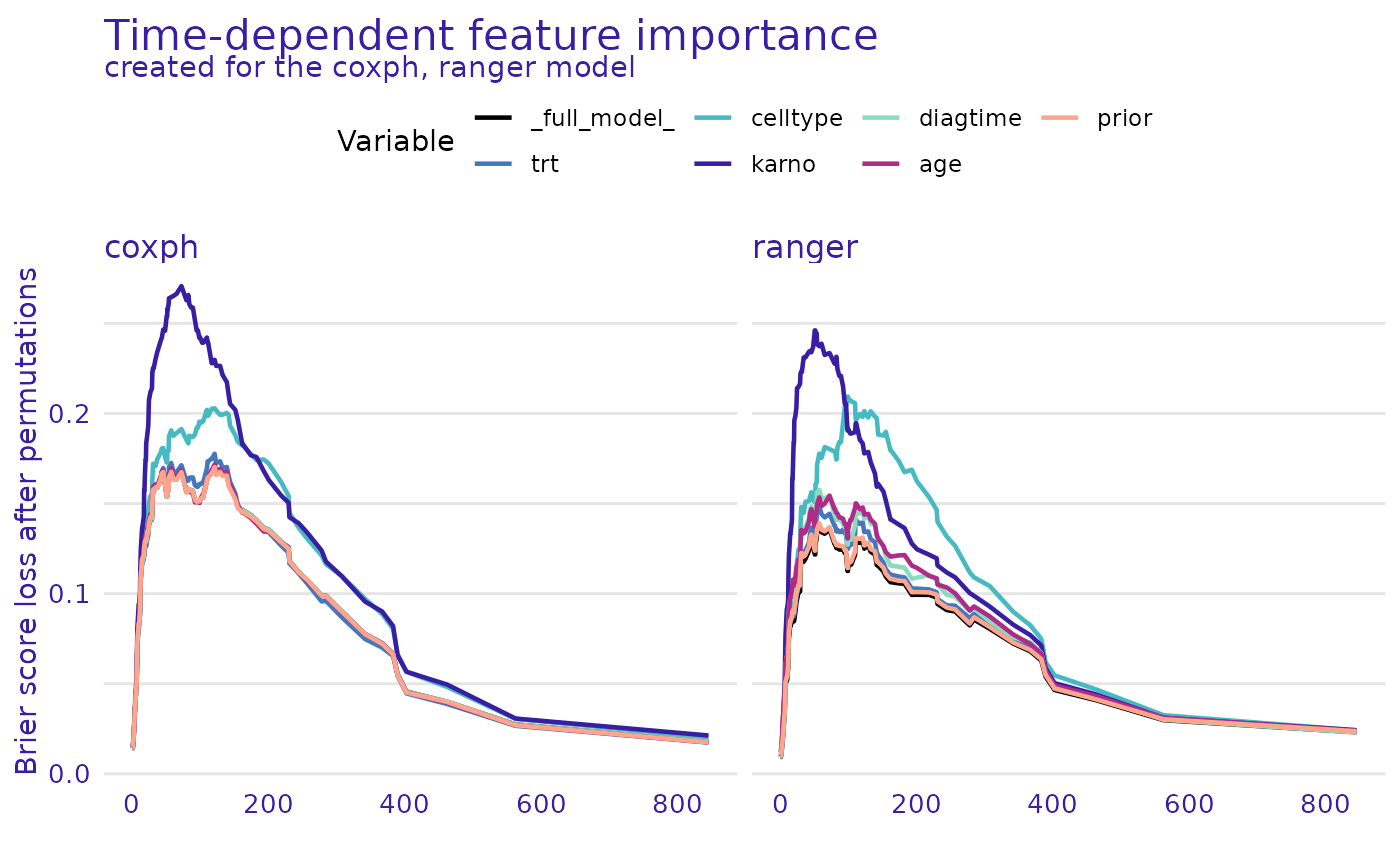 Time-dependent feature importance
created for the coxph, ranger model
Variable
_full_model_ celltype diagtime prior
trt karno age
coxph ranger
Brier score loss after permutations
0.2
0.1
0.0
0 200 400 600 800 0 200 400 600 800